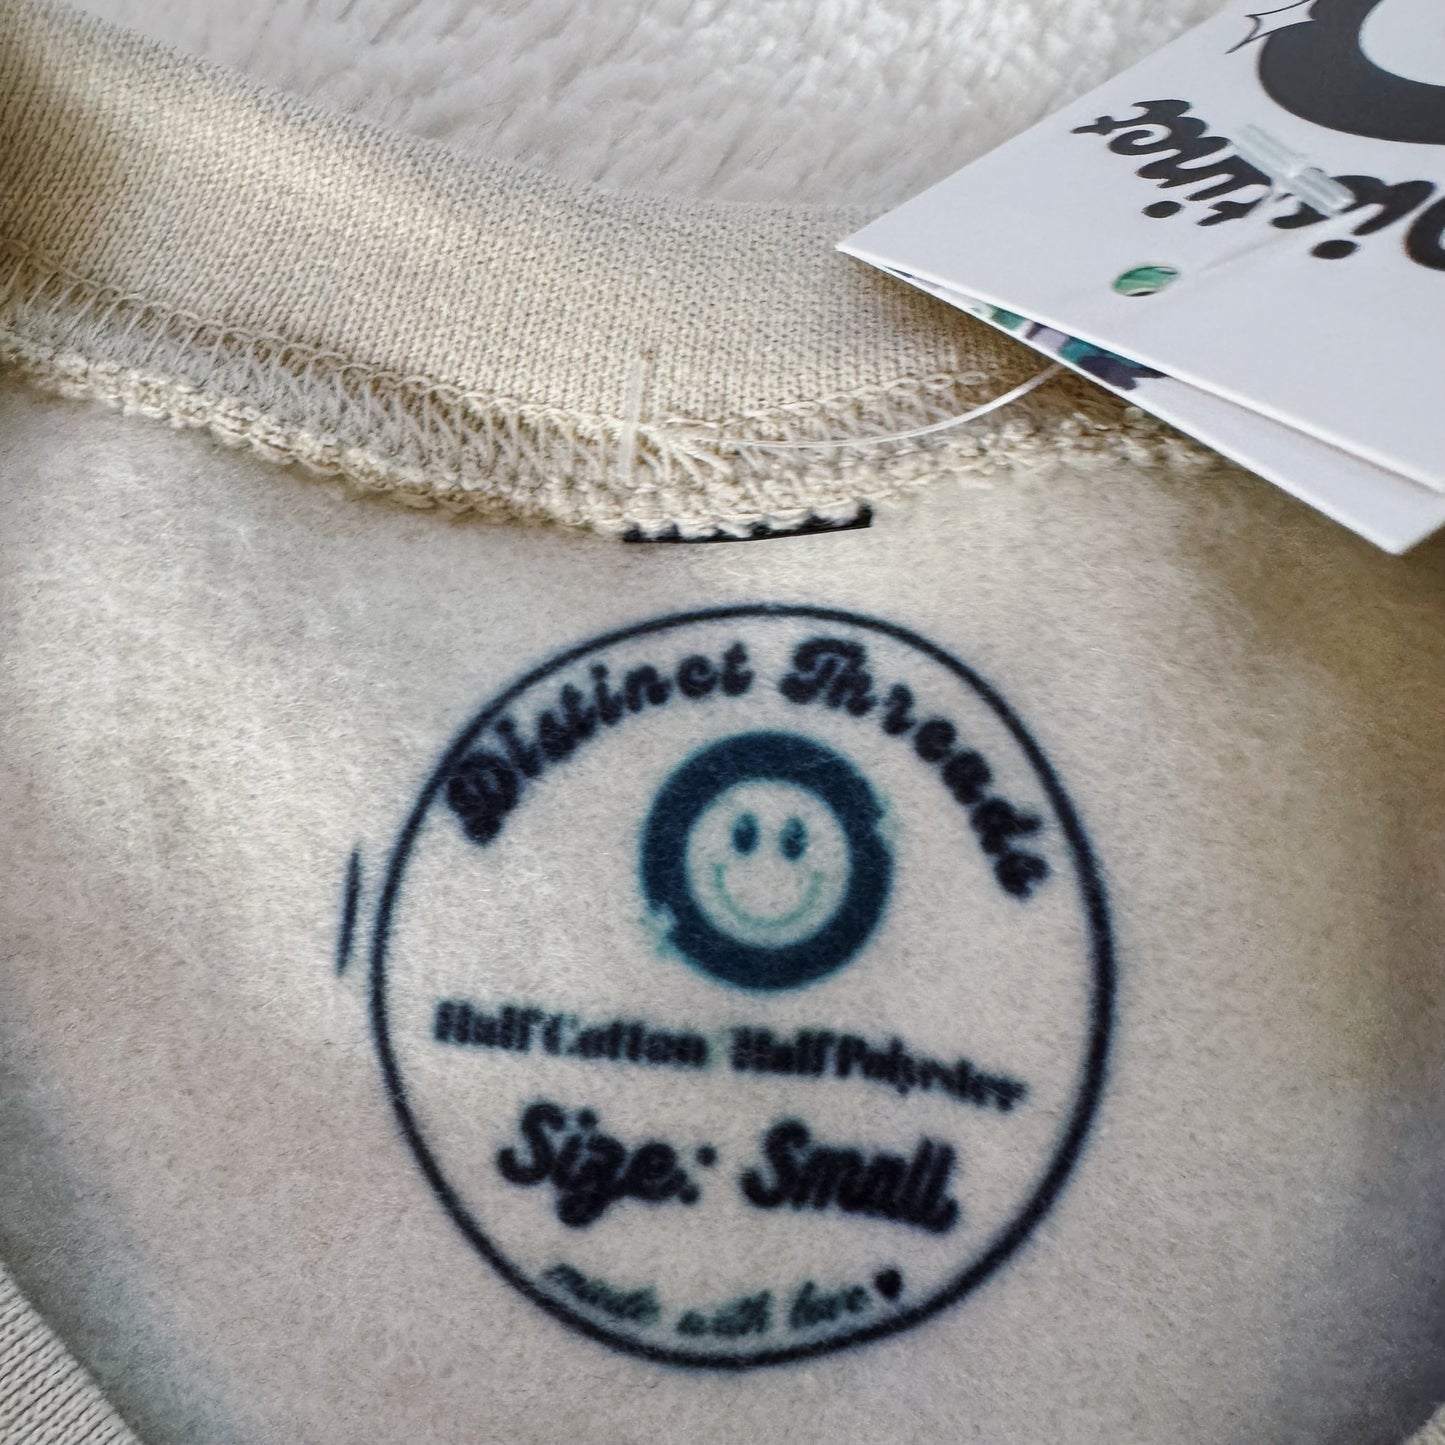 Distinct Threads
Half Cotton Half Polyester
Size: Small
made with love